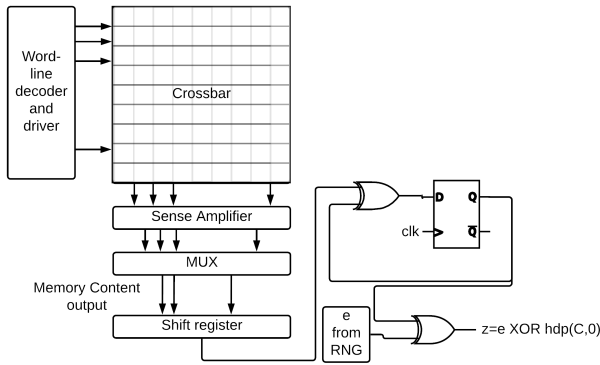 Word-
line
decoder
and
driver
Crossbar
Sense Amplifier
MUX
Memory Content
output
Shift register
D
Q
clk
Q
e
from
RNG
z=e XOR hdp(C,0)